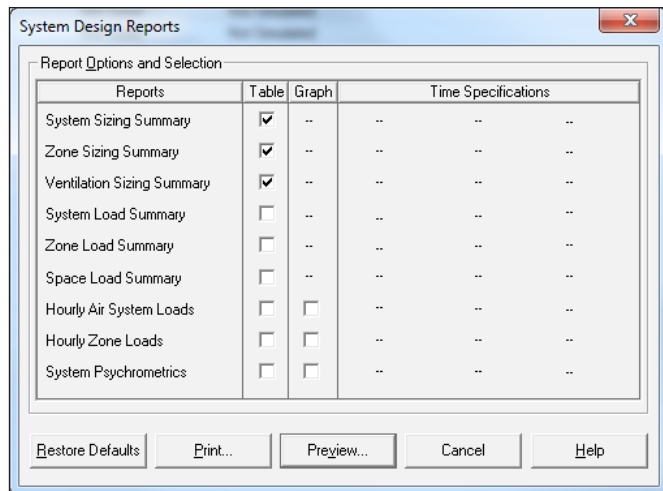 System Design Reports
Report Options and Selection
Reports Table Graph Time Specifications
System Sizing Summary -- -- -- --
Zone Sizing Summary -- -- -- --
Ventilation Sizing Summary -- -- -- --
System Load Summary -- -- -- --
Zone Load Summary -- -- -- --
Space Load Summary -- -- -- --
Hourly Air System Loads -- -- --
Hourly Zone Loads -- -- --
System Psychrometrics -- -- --
Restore Defaults Print... Preview... Cancel Help